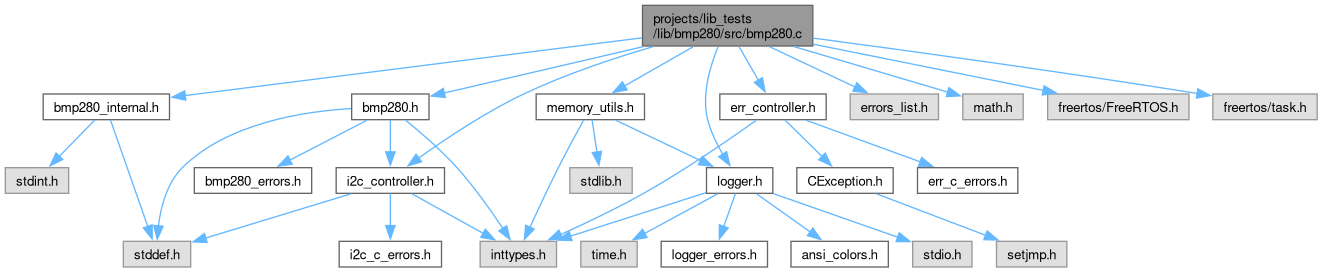 projects/lib_tests
/lib/bmp280/src/bmp280.c
bmp280_internal.h
bmp280.h
memory_utils.h
err_controller.h
errors_list.h
math.h
freertos/FreeRTOS.h
freertos/task.h
stdint.h
bmp280_errors.h
i2c_controller.h
stdlib.h
logger.h
CException.h
err_c_errors.h
stddef.h
i2c_c_errors.h
inttypes.h
time.h
logger_errors.h
ansi_colors.h
stdio.h
setjmp.h